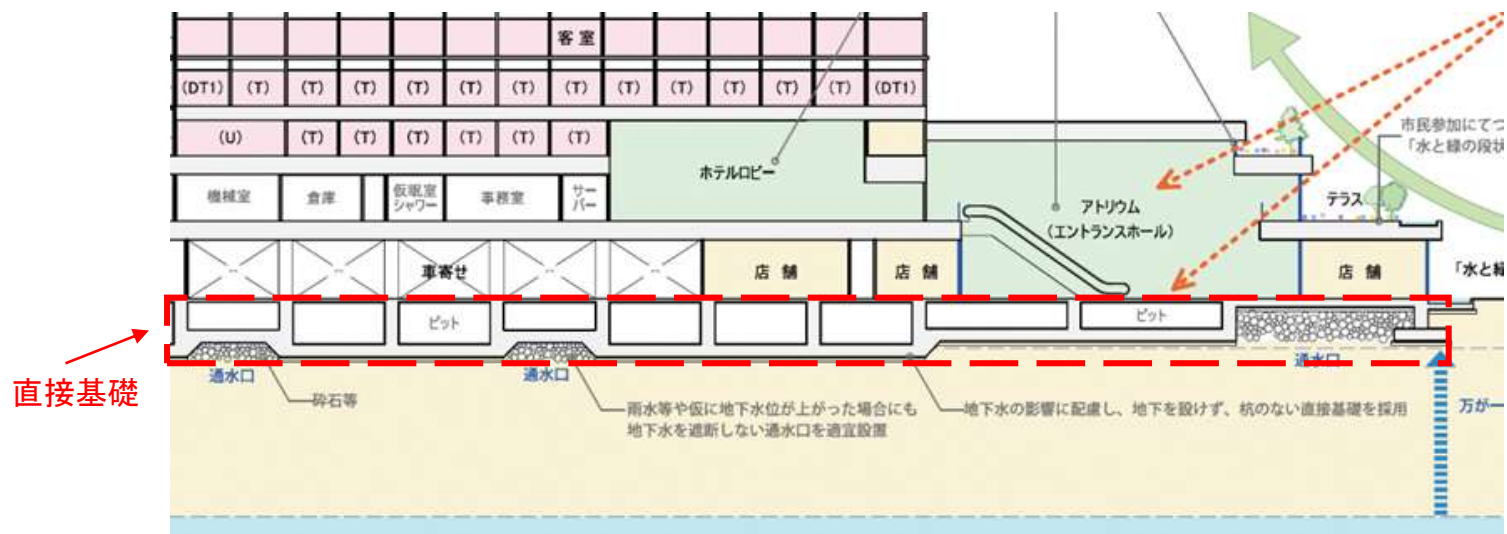 客室
(DT1) (T) (T) (T) (T) (T) (T) (T) (T) (T) (T) (T) (T) (DT1)
(U) (T) (T) (T) (T) (T) (T)
市民参加にてつ
「水と緑の段状
ホテルロビー
機械室 倉庫 仮眠室 シャワー 事務室 サーバー
テラス
アトリウム
(エントランスホール)
車寄せ 店舗 店舗 店舗 「水と緑
ピット ピット
直接基礎
通水口 通水口 通水口
砕石等
雨水等や仮に地下水位が上がった場合にも
地下水を遮断しない通水口を適宜設置
地下水の影響に配慮し、地下を設けず、杭のない直接基礎を採用
万が一